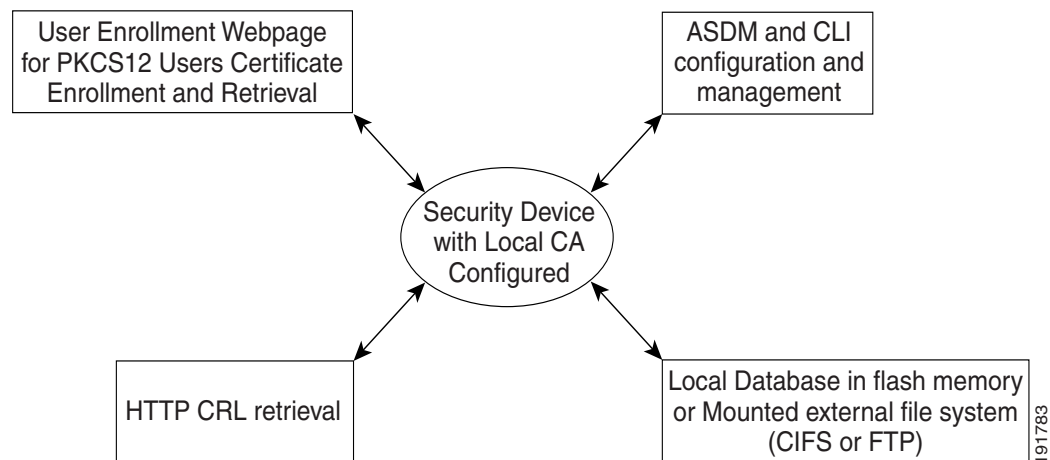 User Enrollment Webpage
for PKCS12 Users Certificate
Enrollment and Retrieval
ASDM and CLI
configuration and
management
Security Device
with Local CA
Configured
HTTP CRL retrieval
Local Database in flash memory
or Mounted external file system
(CIFS or FTP)
191783